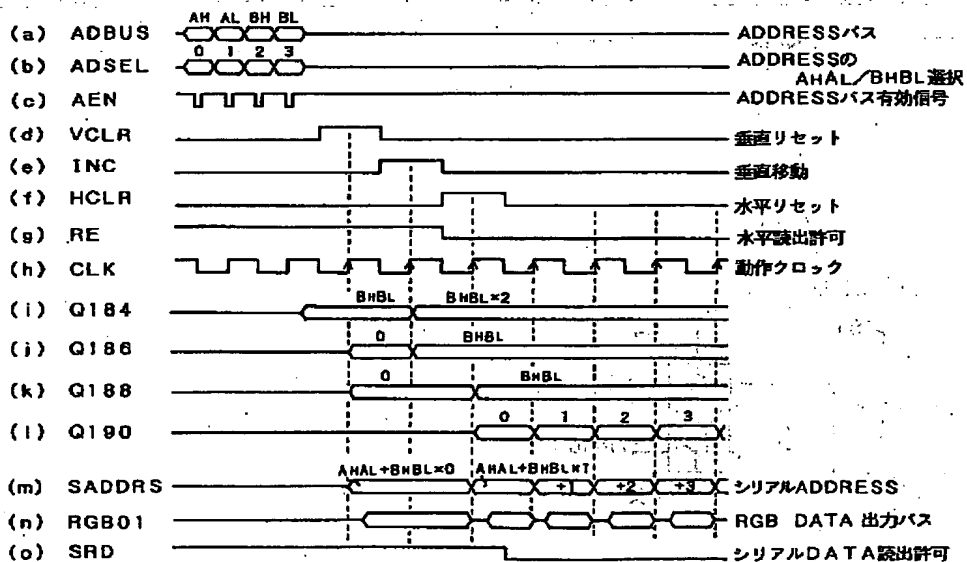 AH AL BH BL
(a) ADBUS ADDRESSバス
0 1 2 3
(b) ADSEL ADDRESSの
AHAL/BHBL選択
(c) AEN ADDRESSバス有効信号
(d) VCLR 垂直リセット
(e) INC 垂直移動
(f) HCLR 水平リセット
(g) RE 水平読出許可
(h) CLK 動作クロック
BHBL BHBL×2
(i) Q184
0 BHBL
(j) Q186
0 BHBL
(k) Q188
0 1 2 3
(l) Q190
AHAL+BHBL×0 AHAL+BHBL×1
(m) SADDRS +1 +2 +3 シリアルADDRESS
(n) RGB01 RGB DATA 出力バス
(o) SRD シリアルDATA読出許可